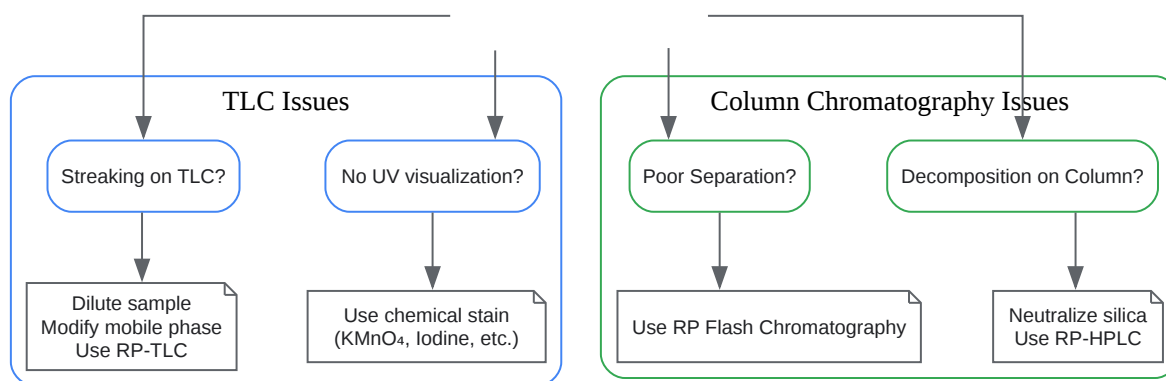 TLC Issues
Column Chromatography Issues
Streaking on TLC?
No UV visualization?
Poor Separation?
Decomposition on Column?
Dilute sample
Modify mobile phase
Use RP-TLC
Use chemical stain
(KMnO₄, Iodine, etc.)
Use RP Flash Chromatography
Neutralize silica
Use RP-HPLC